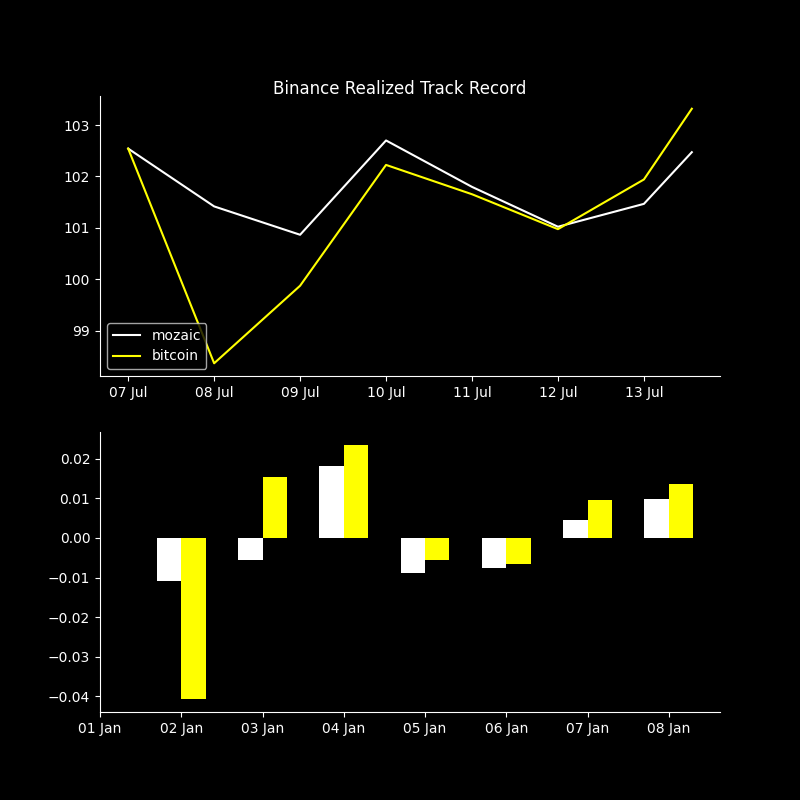 Binance Realized Track Record
103
102
101
100
99
mozaic
bitcoin
07 Jul 08 Jul 09 Jul 10 Jul 11 Jul 12 Jul 13 Jul
0.02
0.01
0.00
−0.01
−0.02
−0.03
−0.04
01 Jan 02 Jan 03 Jan 04 Jan 05 Jan 06 Jan 07 Jan 08 Jan